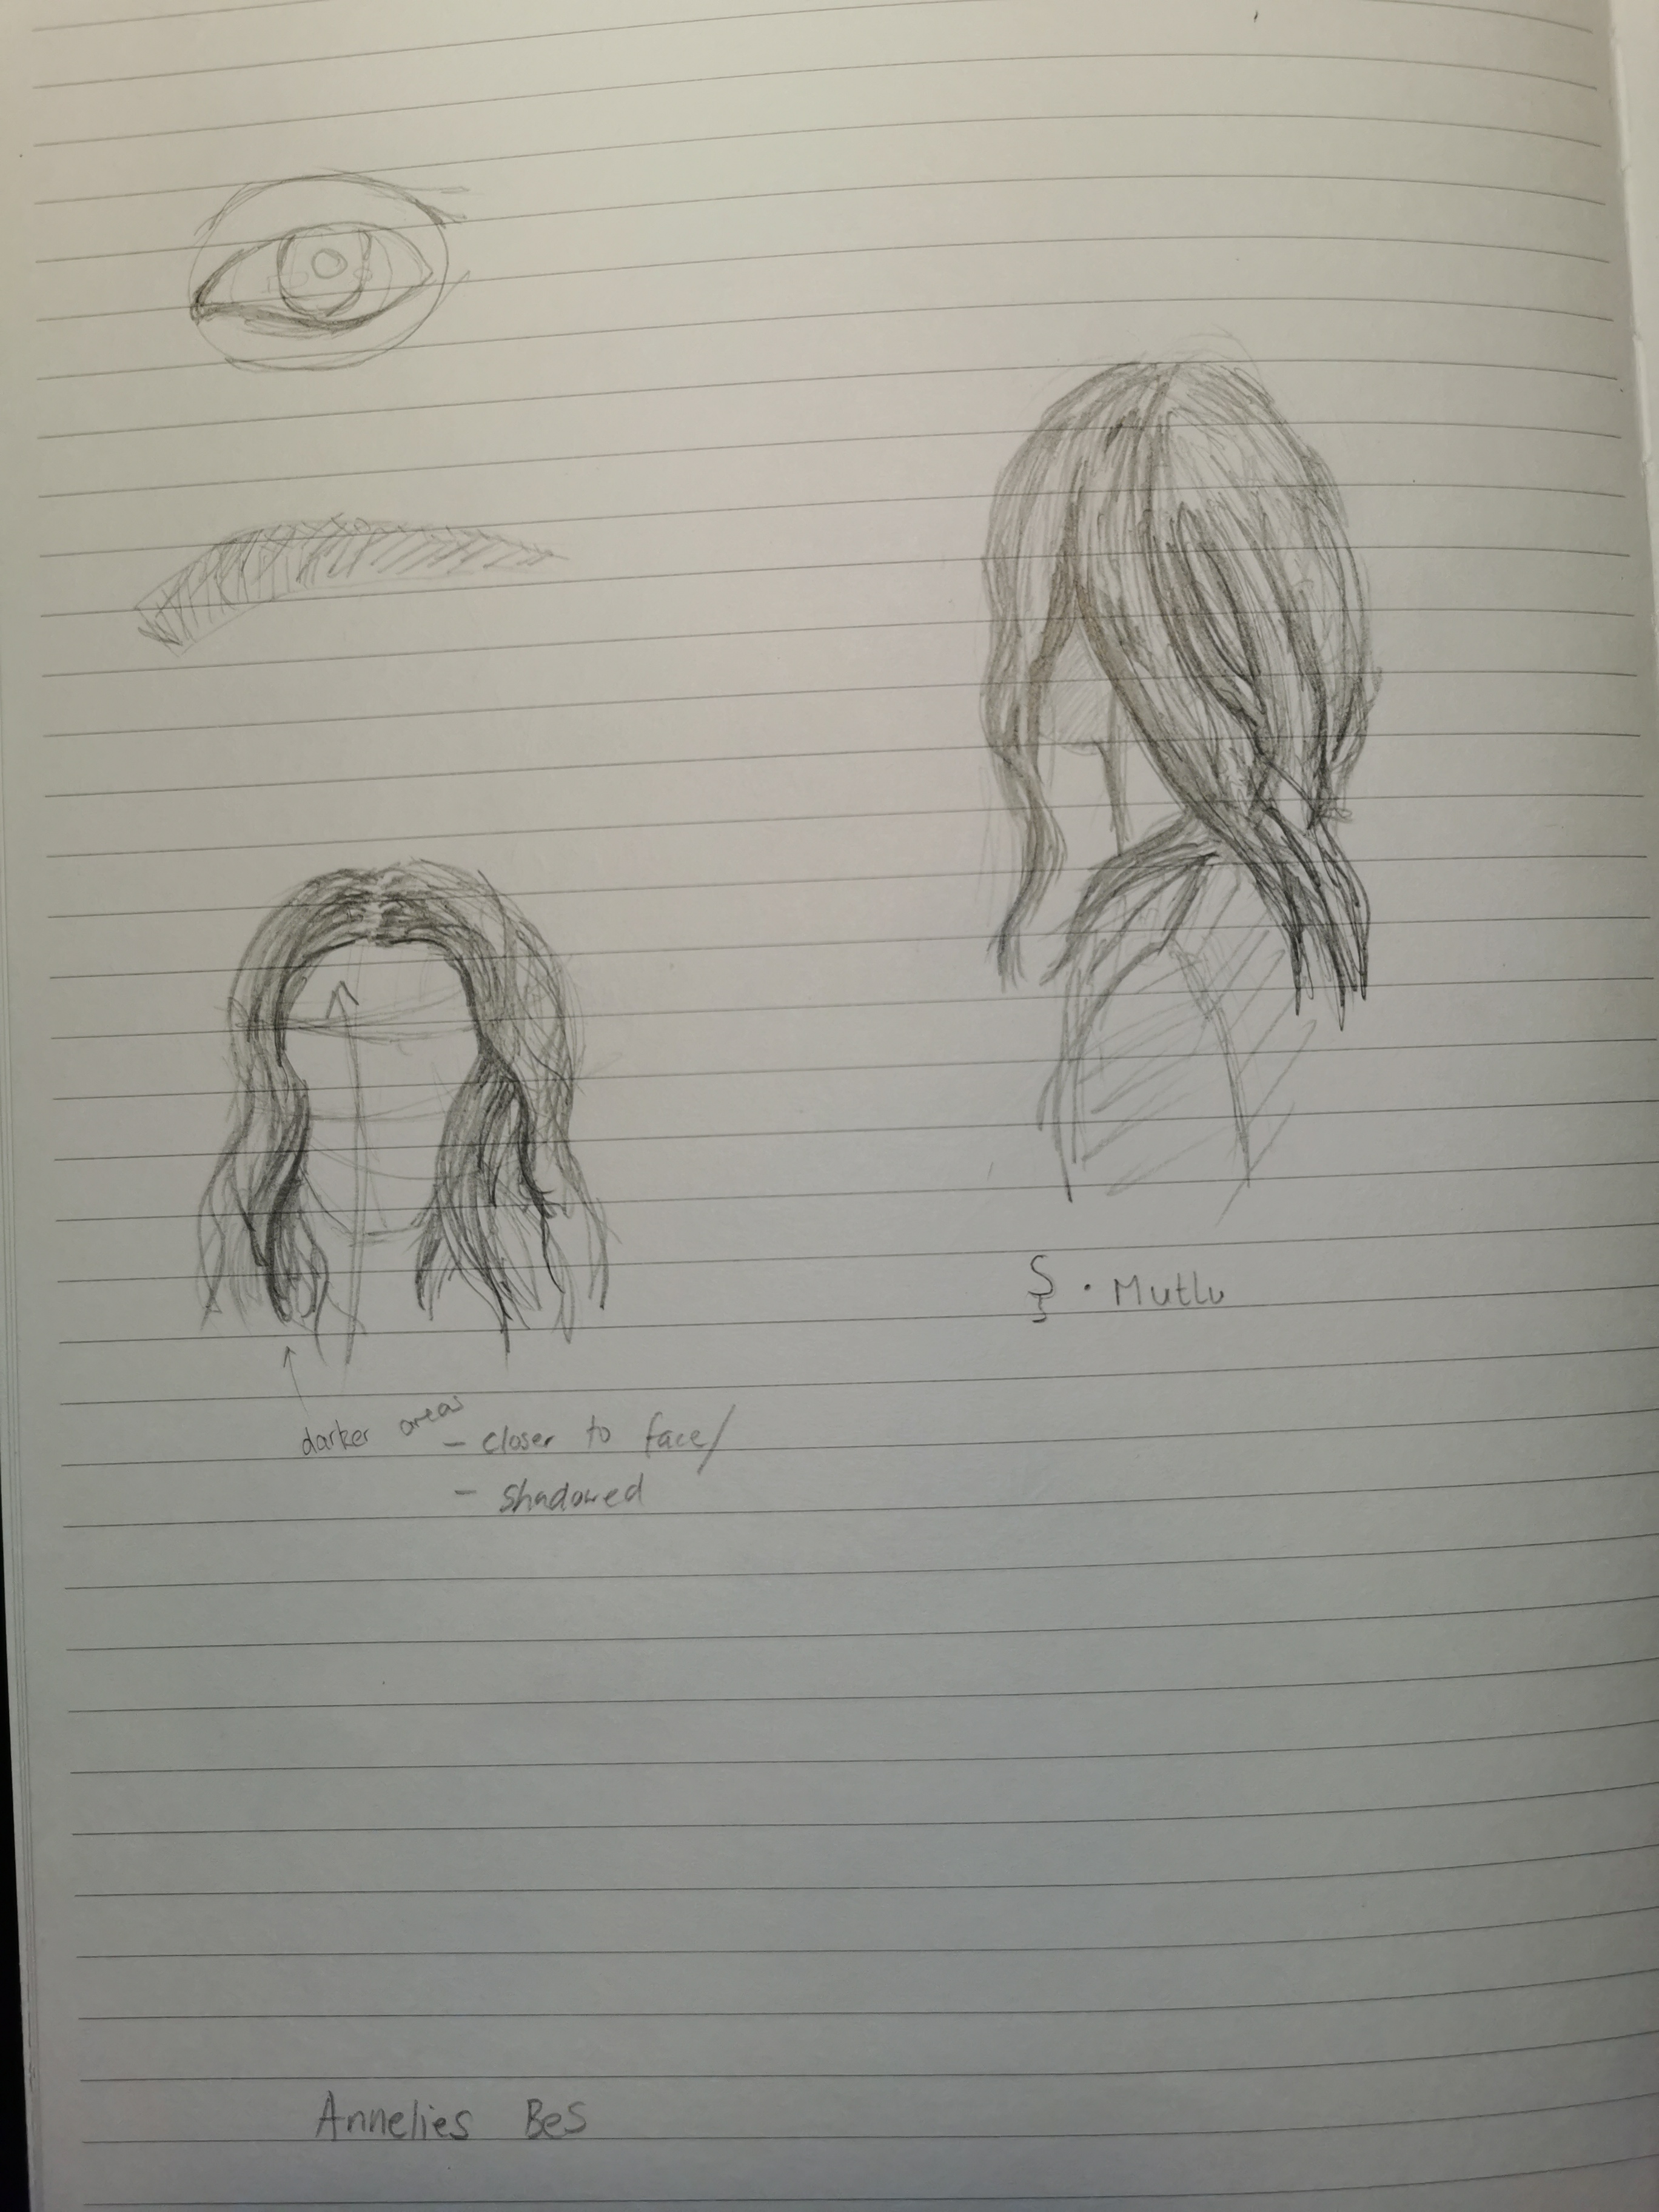 Ş. Mutlu
darker areas
- closer to face/
- shadowed
Annelies Bes